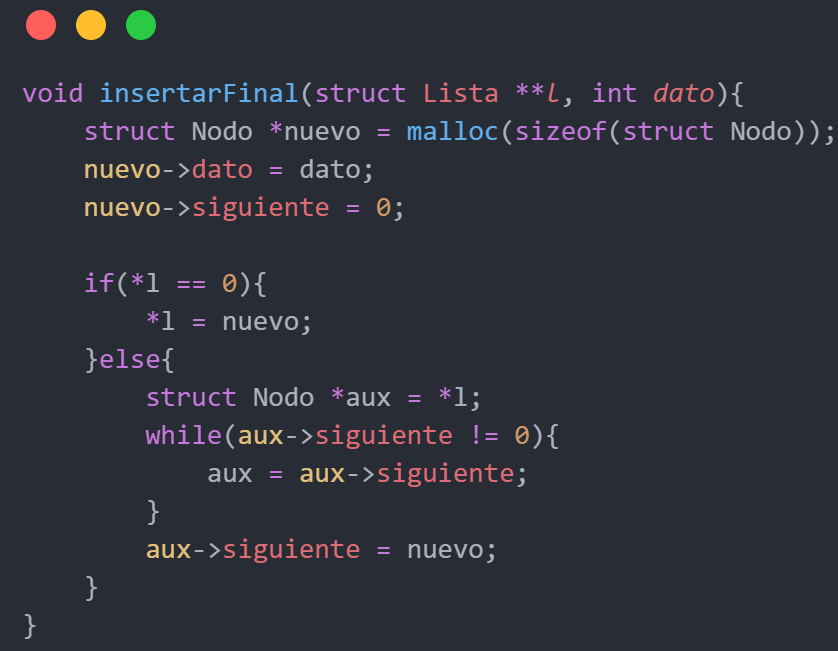 void insertarFinal(struct Lista **l, int dato){
    struct Nodo *nuevo = malloc(sizeof(struct Nodo));
    nuevo->dato = dato;
    nuevo->siguiente = 0;

    if(*l == 0){
        *l = nuevo;
    }else{
        struct Nodo *aux = *l;
        while(aux->siguiente != 0){
            aux = aux->siguiente;
        }
        aux->siguiente = nuevo;
    }
}